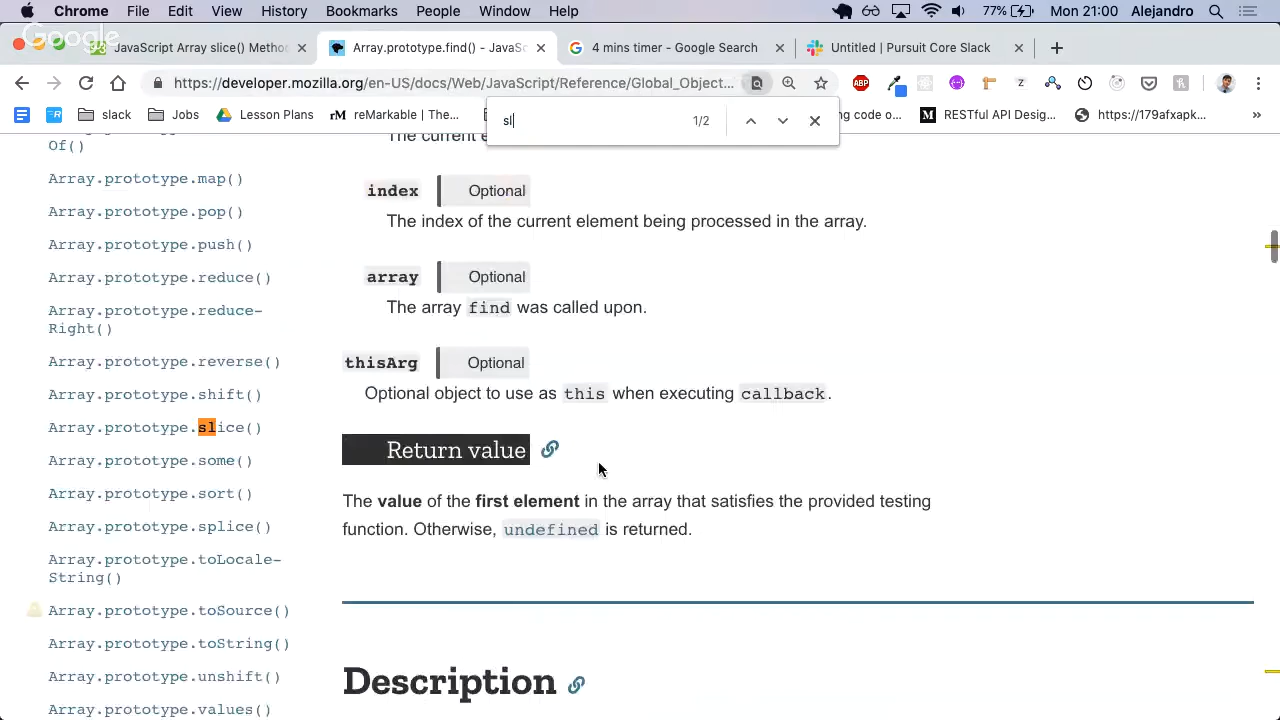 Chrome File Edit View History Bookmarks People Window Help 77% Mon 21:00 Alejandro
Google
JavaScript Array slice() Metho
Array.prototype.find() - JavaSc
4 mins timer - Google Search
Untitled | Pursuit Core Slack
https://developer.mozilla.org/en-US/docs/Web/JavaScript/Reference/Global_Object...
ABP
slack
Jobs
Lesson Plans
rM reMarkable | The...
ng code o...
RESTful API Design...
https://179afxapk...
»
sl 1/2
The current e
Of()
Array.prototype.map()
Array.prototype.pop()
Array.prototype.push()
Array.prototype.reduce()
Array.prototype.reduce-
Right()
Array.prototype.reverse()
Array.prototype.shift()
Array.prototype.slice()
Array.prototype.some()
Array.prototype.sort()
Array.prototype.splice()
Array.prototype.toLocale-
String()
Array.prototype.toSource()
Array.prototype.toString()
Array.prototype.unshift()
Array.prototype.values()
index Optional
The index of the current element being processed in the array.
array Optional
The array find was called upon.
thisArg Optional
Optional object to use as this when executing callback.
Return value
The value of the first element in the array that satisfies the provided testing
function. Otherwise, undefined is returned.
Description